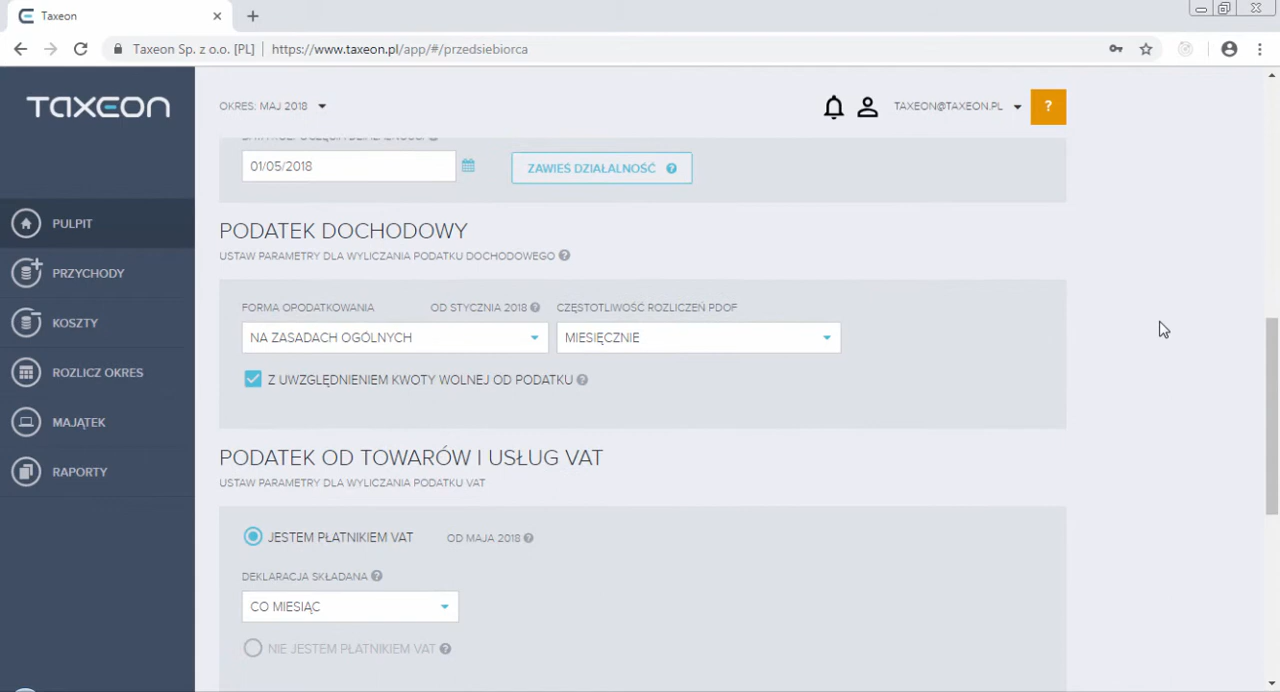 Taxeon
Taxeon Sp. z o.o. [PL] | https://www.taxeon.pl/app/#/przedsiebiorca
TAXEON
OKRES: MAJ 2018
TAXEON@TAXEON.PL
?
01/05/2018
ZAWIEŚ DZIAŁALNOŚĆ ?
PULPIT
PRZYCHODY
KOSZTY
ROZLICZ OKRES
MAJĄTEK
RAPORTY
PODATEK DOCHODOWY
USTAW PARAMETRY DLA WYLICZANIA PODATKU DOCHODOWEGO ?
FORMA OPODATKOWANIA OD STYCZNIA 2018 ? CZĘSTOTLIWOŚĆ ROZLICZEŃ PDOF
NA ZASADACH OGÓLNYCH MIESIĘCZNIE
Z UWZGLĘDNIENIEM KWOTY WOLNEJ OD PODATKU ?
PODATEK OD TOWARÓW I USŁUG VAT
USTAW PARAMETRY DLA WYLICZANIA PODATKU VAT
JESTEM PŁATNIKIEM VAT OD MAJA 2018 ?
DEKLARACJA SKŁADANA ?
CO MIESIĄC
NIE JESTEM PŁATNIKIEM VAT ?